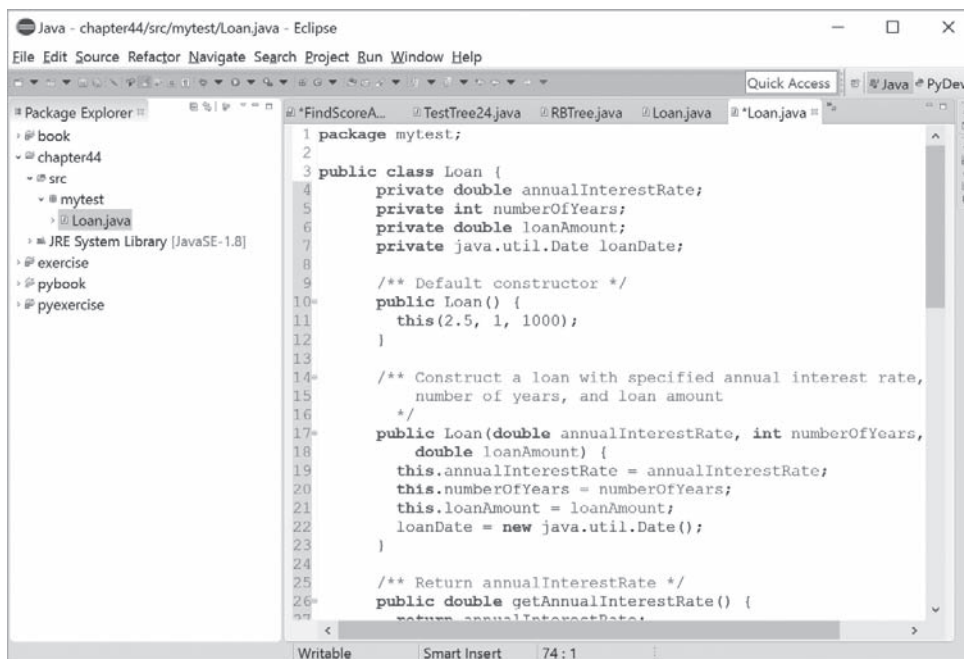 Java - chapter44/src/mytest/Loan.java - Eclipse
File Edit Source Refactor Navigate Search Project Run Window Help
Quick Access
Java
PyDev
Package Explorer
book
chapter44
src
mytest
Loan.java
JRE System Library [JavaSE-1.8]
exercise
pybook
pyexercise
*FindScoreA... TestTree24.java RBTree.java Loan.java *Loan.java
1 package mytest;
2
3 public class Loan {
4 private double annualInterestRate;
5 private int numberOfYears;
6 private double loanAmount;
7 private java.util.Date loanDate;
8
9 /** Default constructor */
10 public Loan() {
11 this(2.5, 1, 1000);
12 }
13
14 /** Construct a loan with specified annual interest rate,
15 number of years, and loan amount
16 */
17 public Loan(double annualInterestRate, int numberOfYears,
18 double loanAmount) {
19 this.annualInterestRate = annualInterestRate;
20 this.numberOfYears = numberOfYears;
21 this.loanAmount = loanAmount;
22 loanDate = new java.util.Date();
23 }
24
25 /** Return annualInterestRate */
26 public double getAnnualInterestRate() {
27 return annualInterestRate;
Writable Smart Insert 74 : 1